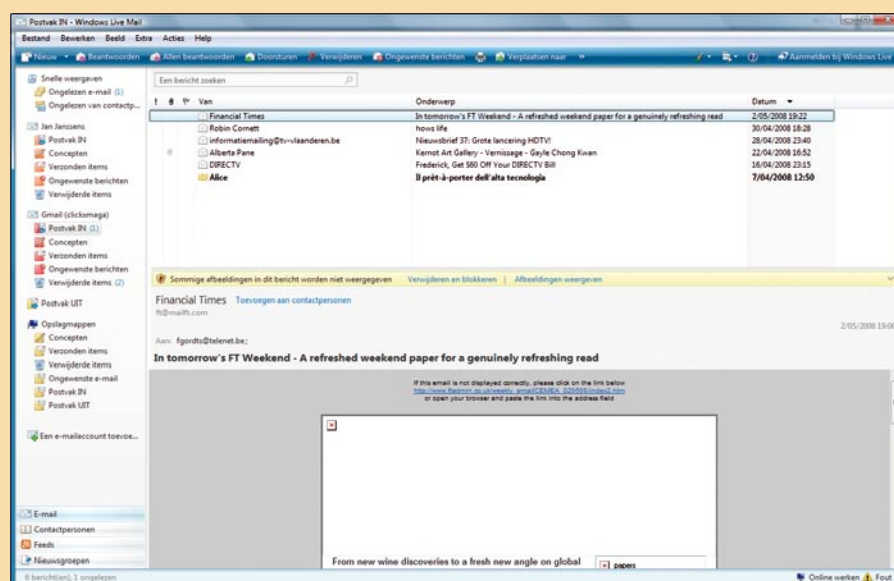 Postvak IN - Windows Live Mail
Bestand Bewerken Beeld Extra Acties Help
Nieuw Beantwoorden Allen beantwoorden Doorsturen Verwijderen Ongewenste berichten Verplaatsen naar » Aanmelden bij Windows Live
Snelle weergaven
Ongelezen e-mail (1)
Ongelezen van contactp...
Jan Janssens
Postvak IN
Concepten
Verzonden items
Ongewenste berichten
Verwijderde items
Gmail (clickxmaga)
Postvak IN (1)
Concepten
Verzonden items
Ongewenste berichten
Verwijderde items (2)
Postvak UIT
Opslagmappen
Concepten
Verzonden items
Verwijderde items
Ongewenste e-mail
Postvak IN
Postvak UIT
Een e-mailaccount toevoe...
E-mail
Contactpersonen
Feeds
Nieuwsgroepen
Een bericht zoeken
! Van Onderwerp Datum
Financial Times In tomorrow's FT Weekend - A refreshed weekend paper for a genuinely refreshing read 2/05/2008 19:22
Robin Cornett hows life 30/04/2008 18:28
informatiemailing@tv-vlaanderen.be Nieuwsbrief 37: Grote lancering HDTV! 28/04/2008 23:40
Alberta Pane Kernot Art Gallery - Vernissage - Gayle Chong Kwan 22/04/2008 16:52
DIRECTV Frederick, Get $60 Off Your DIRECTV Bill 16/04/2008 23:15
Alice Il prèt-à-porter dell'alta tecnologia 7/04/2008 12:50
Sommige afbeeldingen in dit bericht worden niet weergegeven Verwijderen en blokkeren | Afbeeldingen weergeven
Financial Times Toevoegen aan contactpersonen
ft@mailft.com
2/05/2008 19:08
Aan: fgordts@telenet.be;
In tomorrow's FT Weekend - A refreshed weekend paper for a genuinely refreshing read
If this email is not displayed correctly, please click on the link below
or open your browser and paste the link into the address field
From new wine discoveries to a fresh new angle on global
papers
6 bericht(en), 1 ongelezen
Online werken Fout